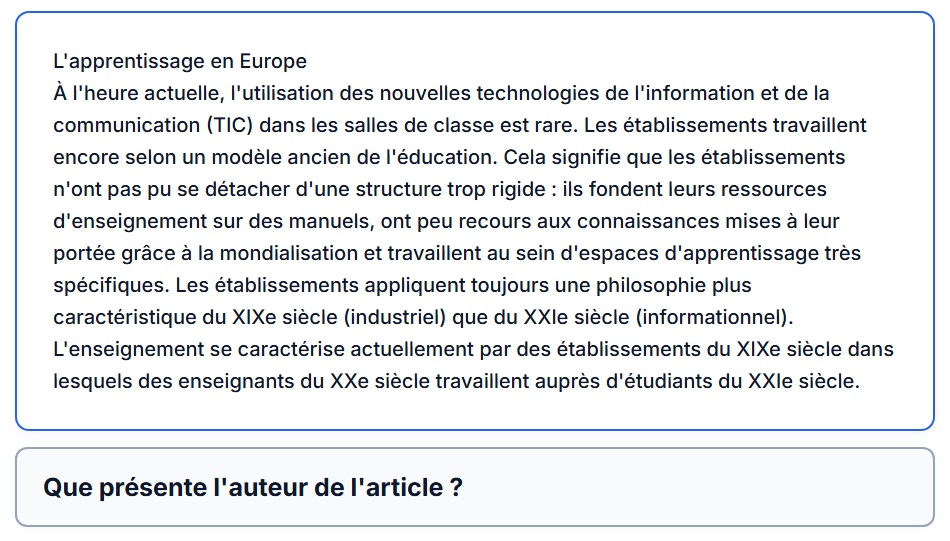 L'apprentissage en Europe
À l'heure actuelle, l'utilisation des nouvelles technologies de l'information et de la
communication (TIC) dans les salles de classe est rare. Les établissements travaillent
encore selon un modèle ancien de l'éducation. Cela signifie que les établissements
n'ont pas pu se détacher d'une structure trop rigide : ils fondent leurs ressources
d'enseignement sur des manuels, ont peu recours aux connaissances mises à leur
portée grâce à la mondialisation et travaillent au sein d'espaces d'apprentissage très
spécifiques. Les établissements appliquent toujours une philosophie plus
caractéristique du XIXe siècle (industriel) que du XXIe siècle (informationnel).
L'enseignement se caractérise actuellement par des établissements du XIXe siècle dans
lesquels des enseignants du XXe siècle travaillent auprès d'étudiants du XXIe siècle.
Que présente l'auteur de l'article ?